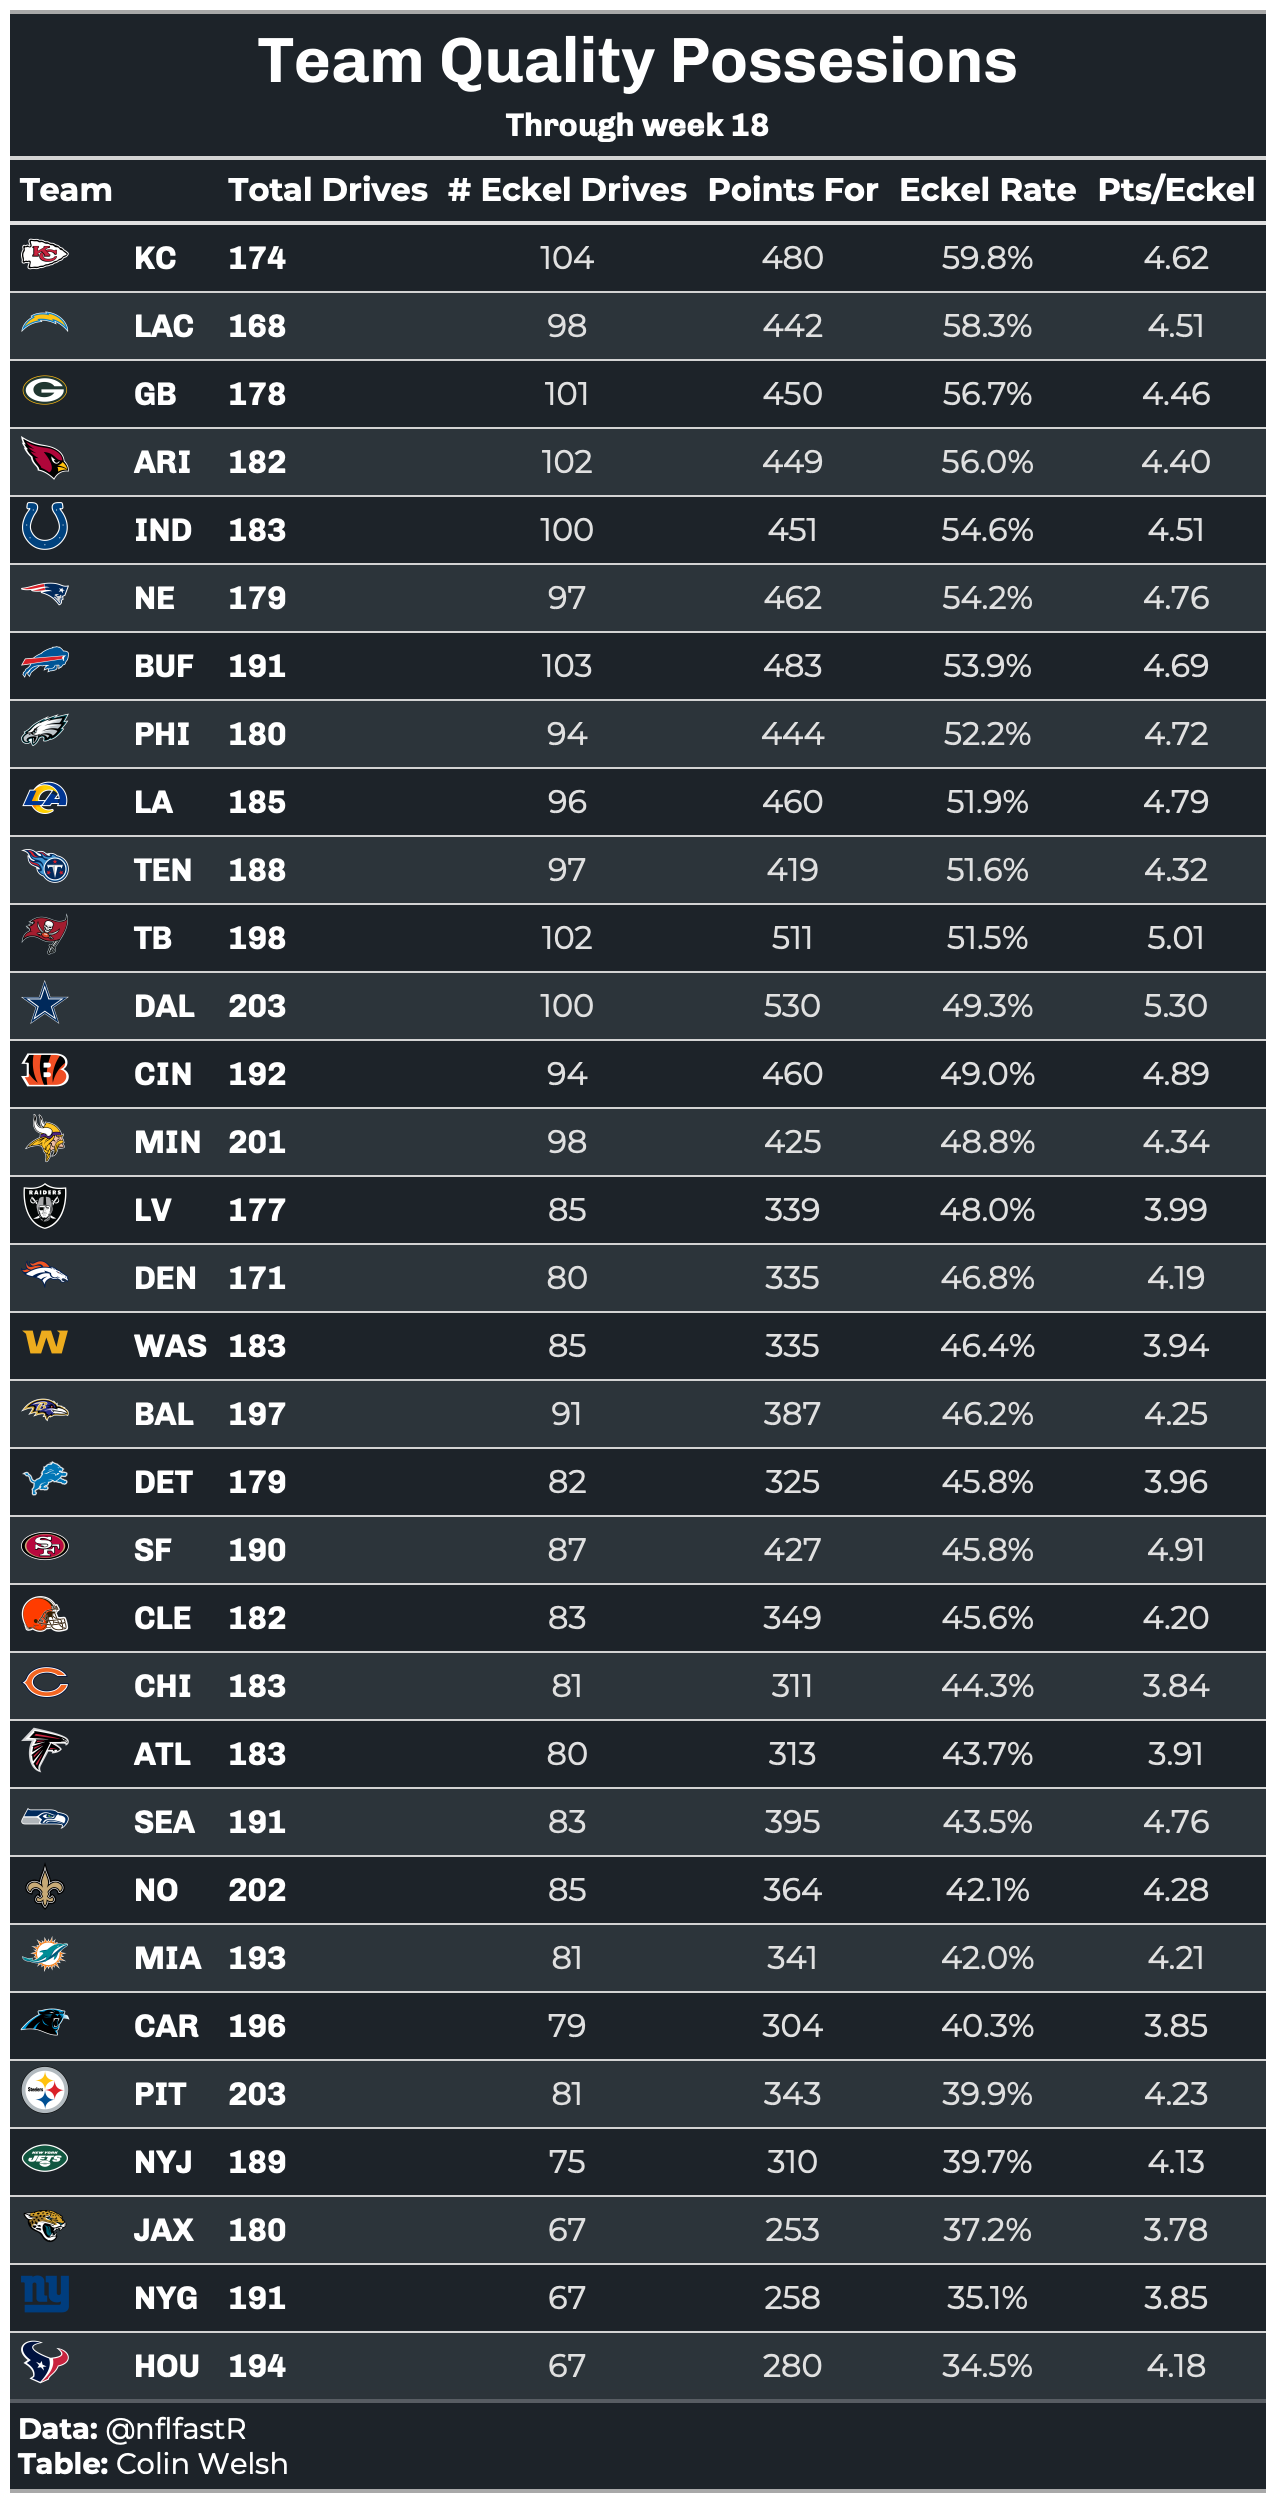 Team Quality Possesions
Through week 18
Team Total Drives # Eckel Drives Points For Eckel Rate Pts/Eckel
KC 174 104 480 59.8% 4.62
LAC 168 98 442 58.3% 4.51
GB 178 101 450 56.7% 4.46
ARI 182 102 449 56.0% 4.40
IND 183 100 451 54.6% 4.51
NE 179 97 462 54.2% 4.76
BUF 191 103 483 53.9% 4.69
PHI 180 94 444 52.2% 4.72
LA 185 96 460 51.9% 4.79
TEN 188 97 419 51.6% 4.32
TB 198 102 511 51.5% 5.01
DAL 203 100 530 49.3% 5.30
CIN 192 94 460 49.0% 4.89
MIN 201 98 425 48.8% 4.34
RAIDERS LV 177 85 339 48.0% 3.99
DEN 171 80 335 46.8% 4.19
W WAS 183 85 335 46.4% 3.94
BAL 197 91 387 46.2% 4.25
DET 179 82 325 45.8% 3.96
SF SF 190 87 427 45.8% 4.91
CLE 182 83 349 45.6% 4.20
CHI 183 81 311 44.3% 3.84
ATL 183 80 313 43.7% 3.91
SEA 191 83 395 43.5% 4.76
NO 202 85 364 42.1% 4.28
MIA 193 81 341 42.0% 4.21
CAR 196 79 304 40.3% 3.85
Steelers PIT 203 81 343 39.9% 4.23
NEW YORK JETS NYJ 189 75 310 39.7% 4.13
JAX 180 67 253 37.2% 3.78
ny NYG 191 67 258 35.1% 3.85
HOU 194 67 280 34.5% 4.18
Data: @nflfastR
Table: Colin Welsh